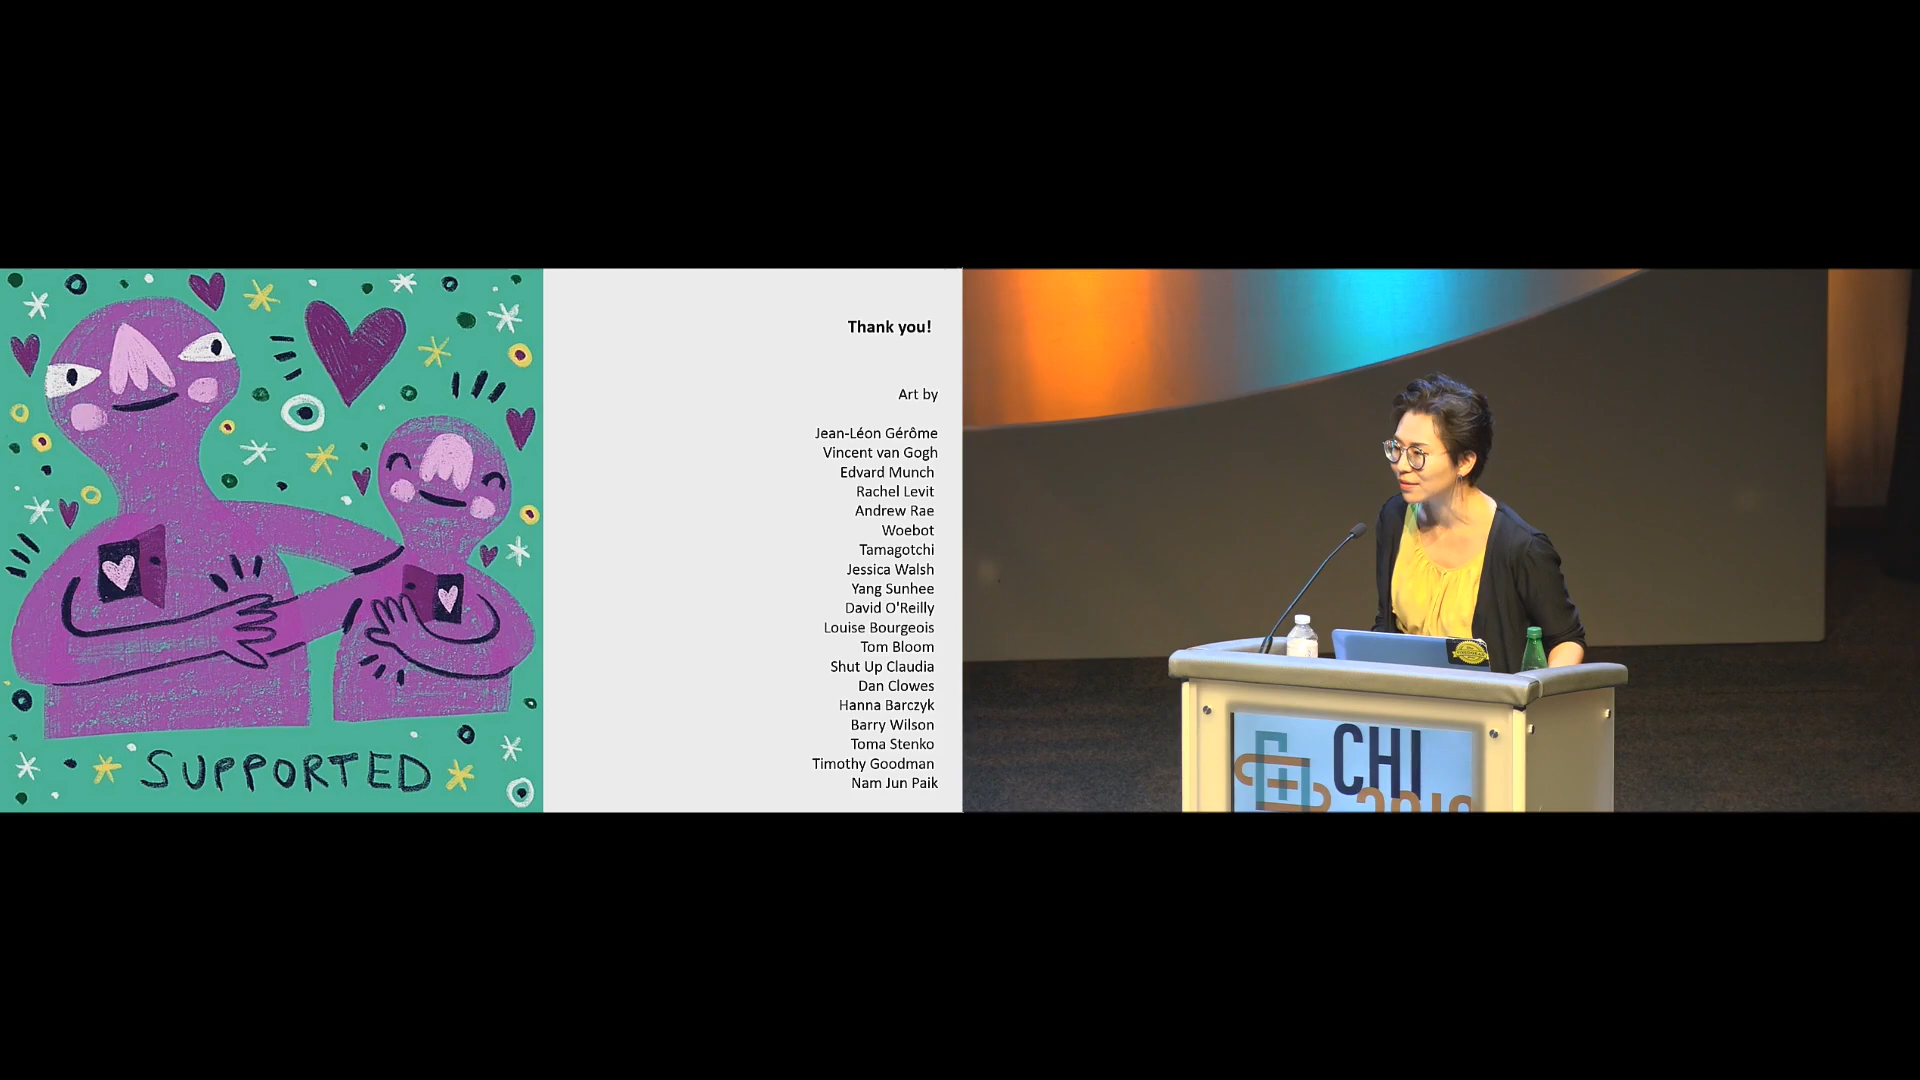 SUPPORTED
Thank you!
Art by
Jean-Léon Gérôme
Vincent van Gogh
Edvard Munch
Rachel Levit
Andrew Rae
Woebot
Tamagotchi
Jessica Walsh
Yang Sunhee
David O'Reilly
Louise Bourgeois
Tom Bloom
Shut Up Claudia
Dan Clowes
Hanna Barczyk
Barry Wilson
Toma Stenko
Timothy Goodman
Nam Jun Paik
CHI